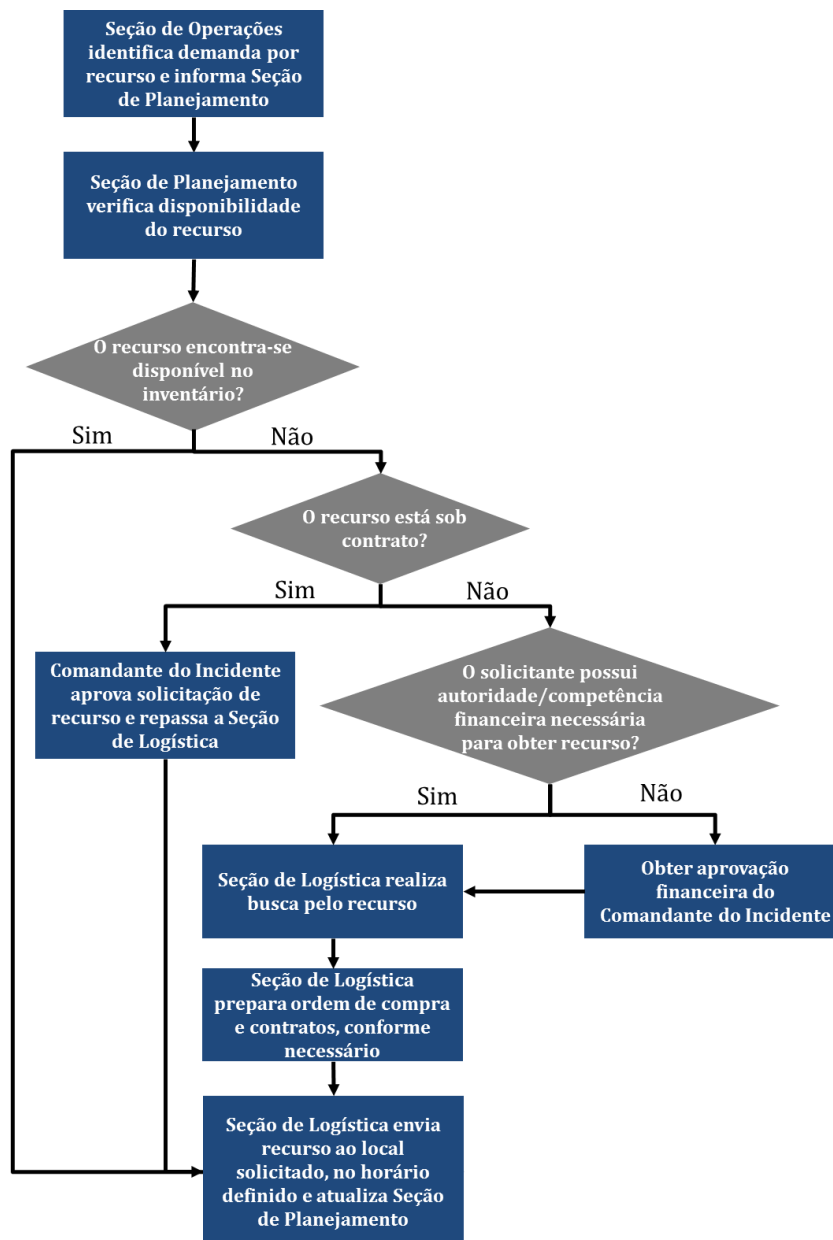 Seção de Operações
identifica demanda por
recurso e informa Seção
de Planejamento
Seção de Planejamento
verifica disponibilidade
do recurso
O recurso encontra-se
disponível no
inventário?
Sim
Não
O recurso está sob
contrato?
Sim
Não
Comandante do Incidente
aprova solicitação de
recurso e repassa a Seção
de Logística
O solicitante possui
autoridade/competência
financeira necessária
para obter recurso?
Sim
Não
Seção de Logística realiza
busca pelo recurso
Obter aprovação
financeira do
Comandante do Incidente
Seção de Logística
prepara ordem de compra
e contratos, conforme
necessário
Seção de Logística envia
recurso ao local
solicitado, no horário
definido e atualiza Seção
de Planejamento